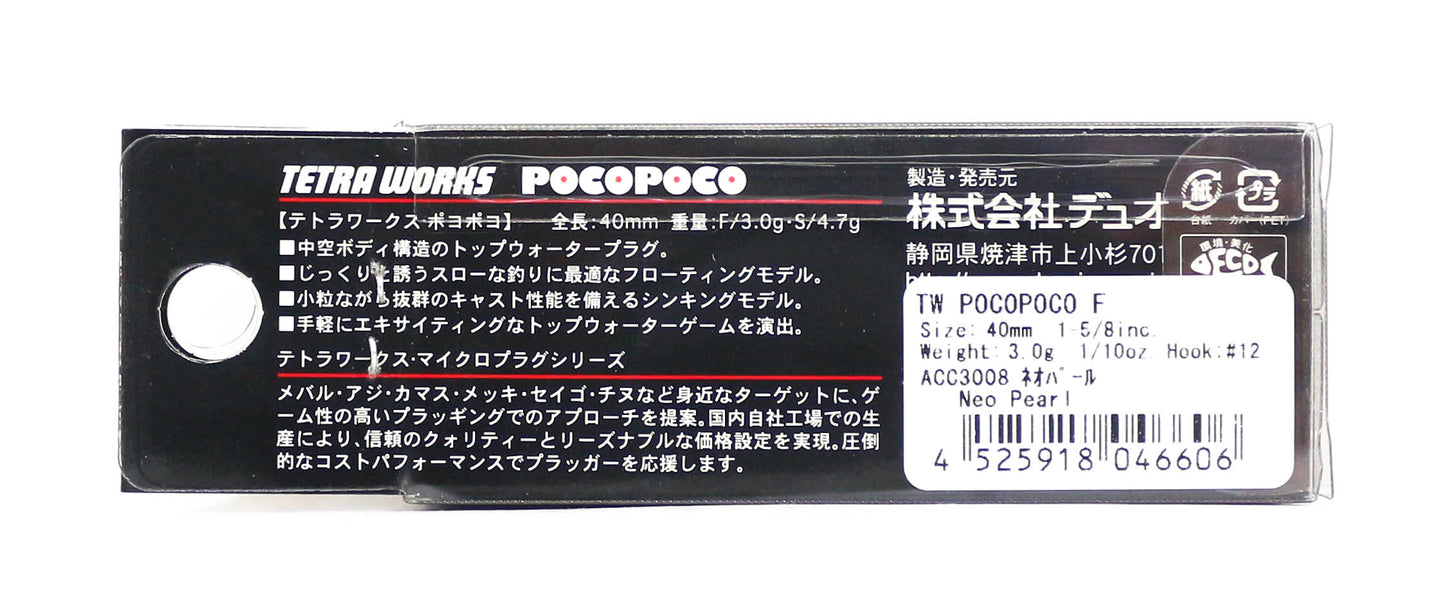 TETRA WORKS POCOPOCO
【テトラワークス・ポヨポヨ】 全長:40mm 重量:F/3.0g・S/4.7g
■中空ボディ構造のトップウォータープラグ。
■じっくりと誘うスローな釣りに最適なフローティングモデル。
■小粒ながら抜群のキャスト性能を備えるシンキングモデル。
■手軽にエキサイティングなトップウォーターゲームを演出。
テトラワークス・マイクロプラグシリーズ
メバル・アジ・カマス・メッキ・セイゴ・チヌなど身近なターゲットに、ゲ
ーム性の高いプラッギングでのアプローチを提案。国内自社工場での生
産により、信頼のクォリティーとリーズナブルな価格設定を実現。圧倒
的なコストパフォーマンスでプラッガーを応援します。
製造・発売元
株式会社デュオ
静岡県焼津市上小杉701
紙
台紙
プラ
カバー(PET)
環境・美化
TW POCOPOCO F
Size: 40mm 1-5/8inc.
Weight: 3.0g 1/10oz. Hook:#12
ACC3008 ネオパール
Neo Pearl
4 525918 046606